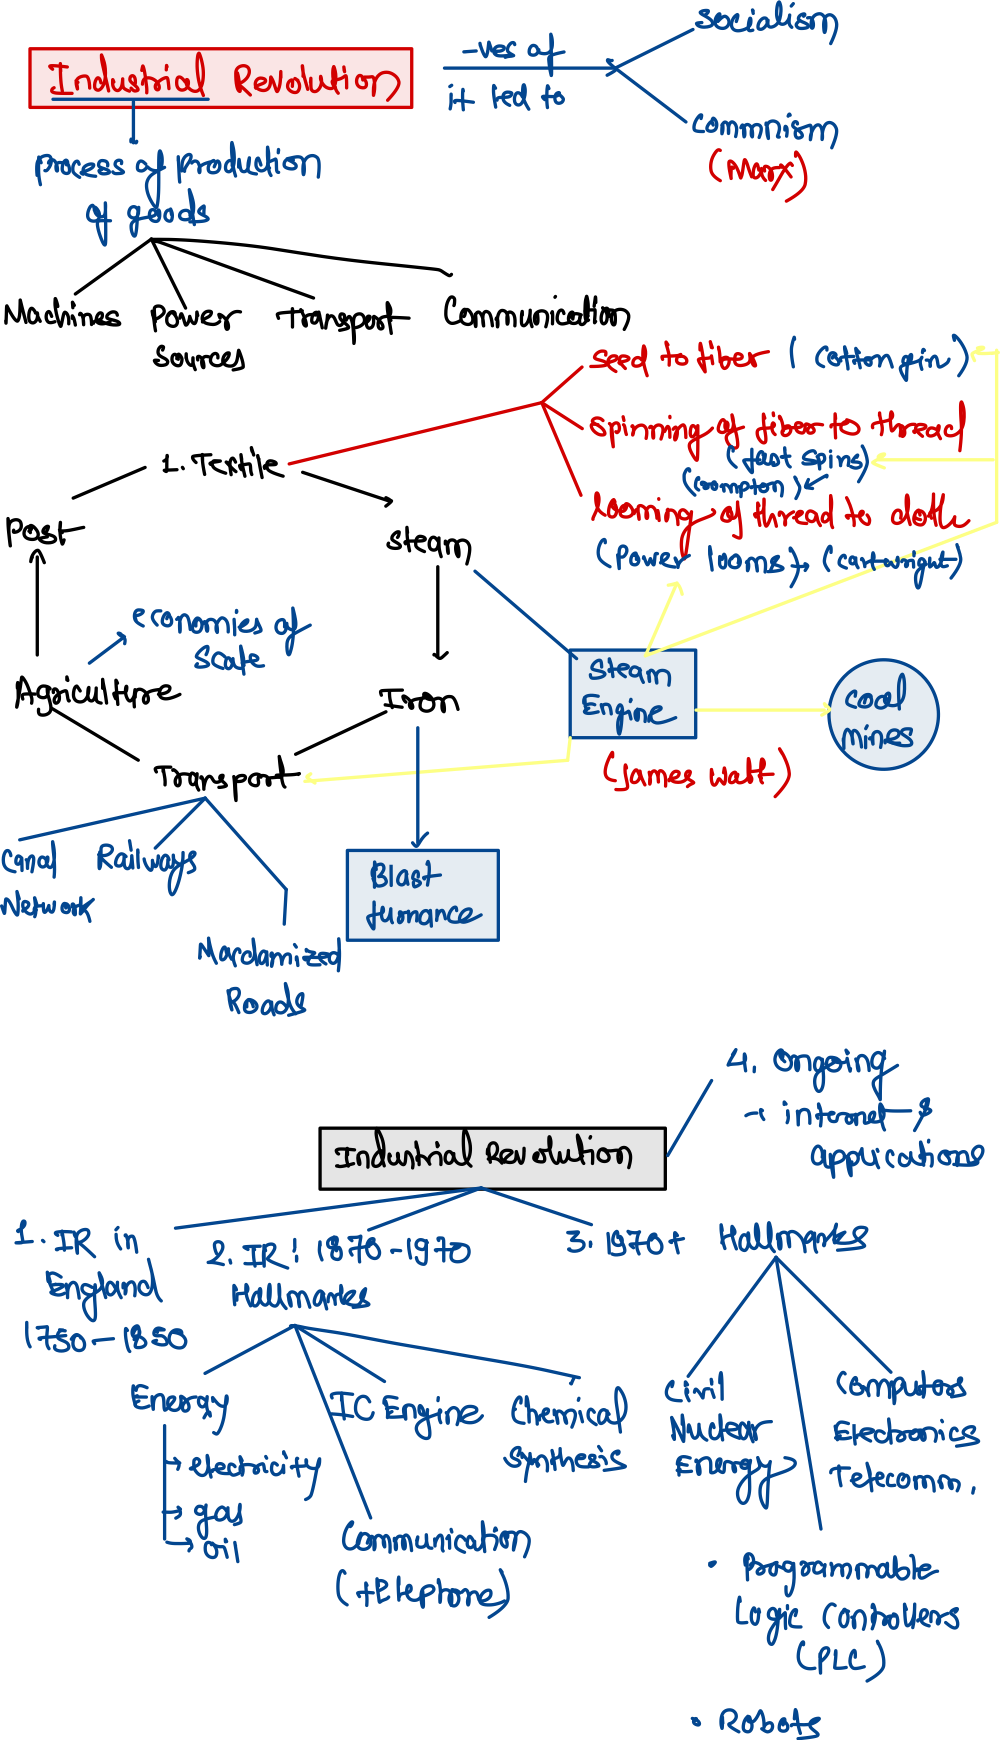 Industrial Revolution
-ves of
it led to
socialism
commnism
(Marx)
process of production
of goods
Machines
Power
Sources
Transport
Communication
seed to fiber (cotton gin)
spinning of fiber to thread
(fast spins)
(crompton)
looming of thread to cloth
(power looms) → (cartwright)
1. Textile
Post
steam
economies of
scale
Agriculture
Iron
Transport
Steam
Engine
(James watt)
coal
mines
Canal
Network
Railways
Macdamized
Roads
Blast
furnance
4. Ongoing
-: internet &
applications
Industrial Revolution
1. IR in
England
1750-1850
2. IR: 1870-1970
Hallmarks
3. 1970+ Hallmarks
Energy
→ electricity
→ gas
→ oil
IC Engine
Chemical
Synthesis
Communication
(+Elephone)
Civil
Nuclear
Energy
Computors
Electronics
Telecomm.
• Programmable
Logic Controllers
(PLC)
• Robots